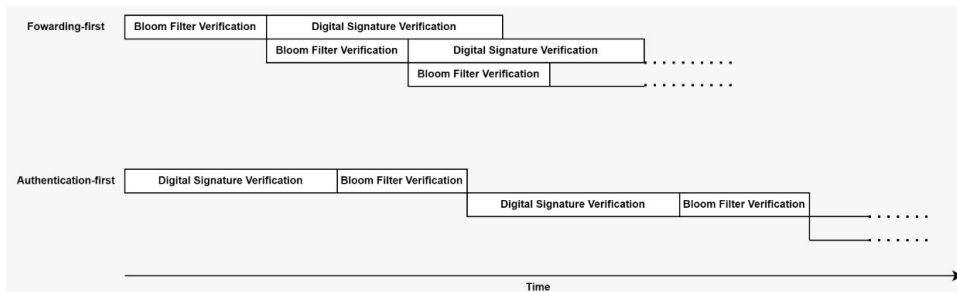 Fowarding-first
Bloom Filter Verification
Digital Signature Verification
Bloom Filter Verification
Digital Signature Verification
Bloom Filter Verification
Authentication-first
Digital Signature Verification
Bloom Filter Verification
Digital Signature Verification
Bloom Filter Verification
Time